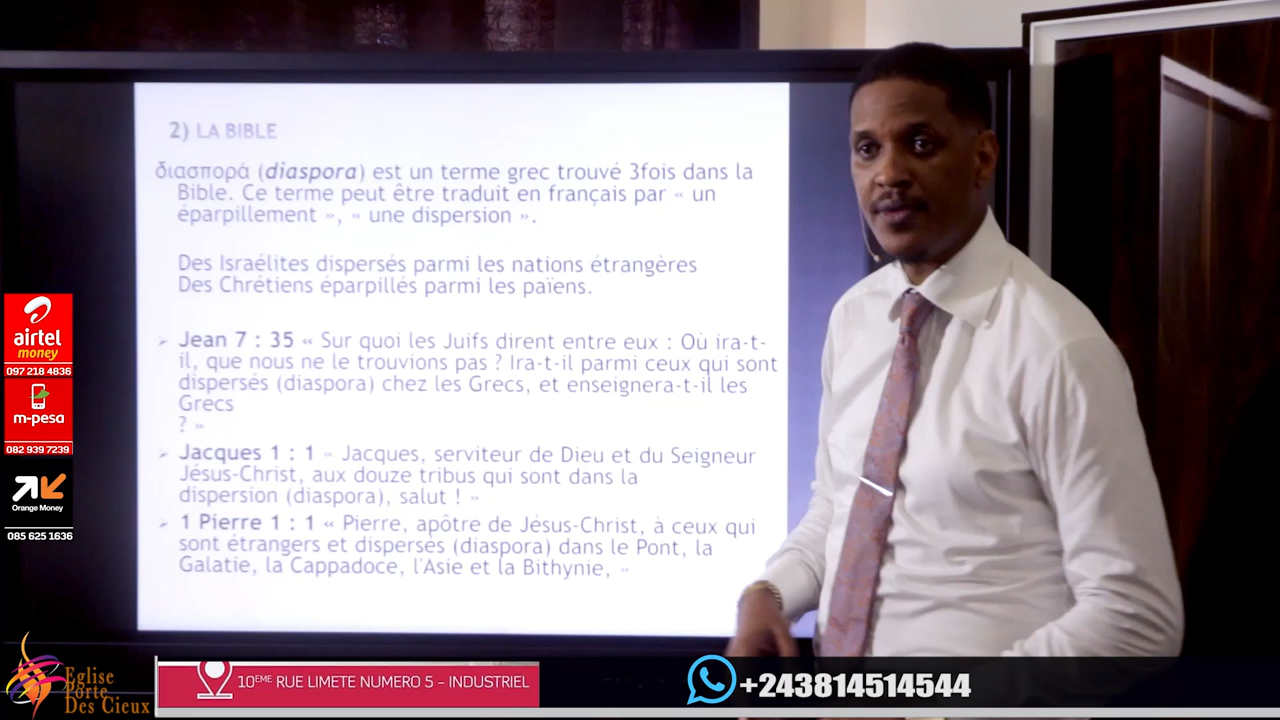 2) LA BIBLE
διασπορά (diaspora) est un terme grec trouvé 3fois dans la
Bible. Ce terme peut être traduit en français par « un
éparpillement », « une dispersion ».
Des Israélites dispersés parmi les nations étrangères
Des Chrétiens éparpillés parmi les païens.
Jean 7 : 35 « Sur quoi les Juifs dirent entre eux : Où ira-t-
il, que nous ne le trouvions pas ? Ira-t-il parmi ceux qui sont
dispersés (diaspora) chez les Grecs, et enseignera-t-il les
Grecs
? »
Jacques 1 : 1 « Jacques, serviteur de Dieu et du Seigneur
Jésus-Christ, aux douze tribus qui sont dans la
dispersion (diaspora), salut ! »
1 Pierre 1 : 1 « Pierre, apôtre de Jésus-Christ, à ceux qui
sont étrangers et dispersés (diaspora) dans le Pont, la
Galatie, la Cappadoce, l'Asie et la Bithynie, »
airtel
money
097 218 4836
m-pesa
082 939 7239
Orange Money
085 625 1636
Eglise
Porte
Des Cieux
10EME RUE LIMETE NUMERO 5 - INDUSTRIEL
+243814514544